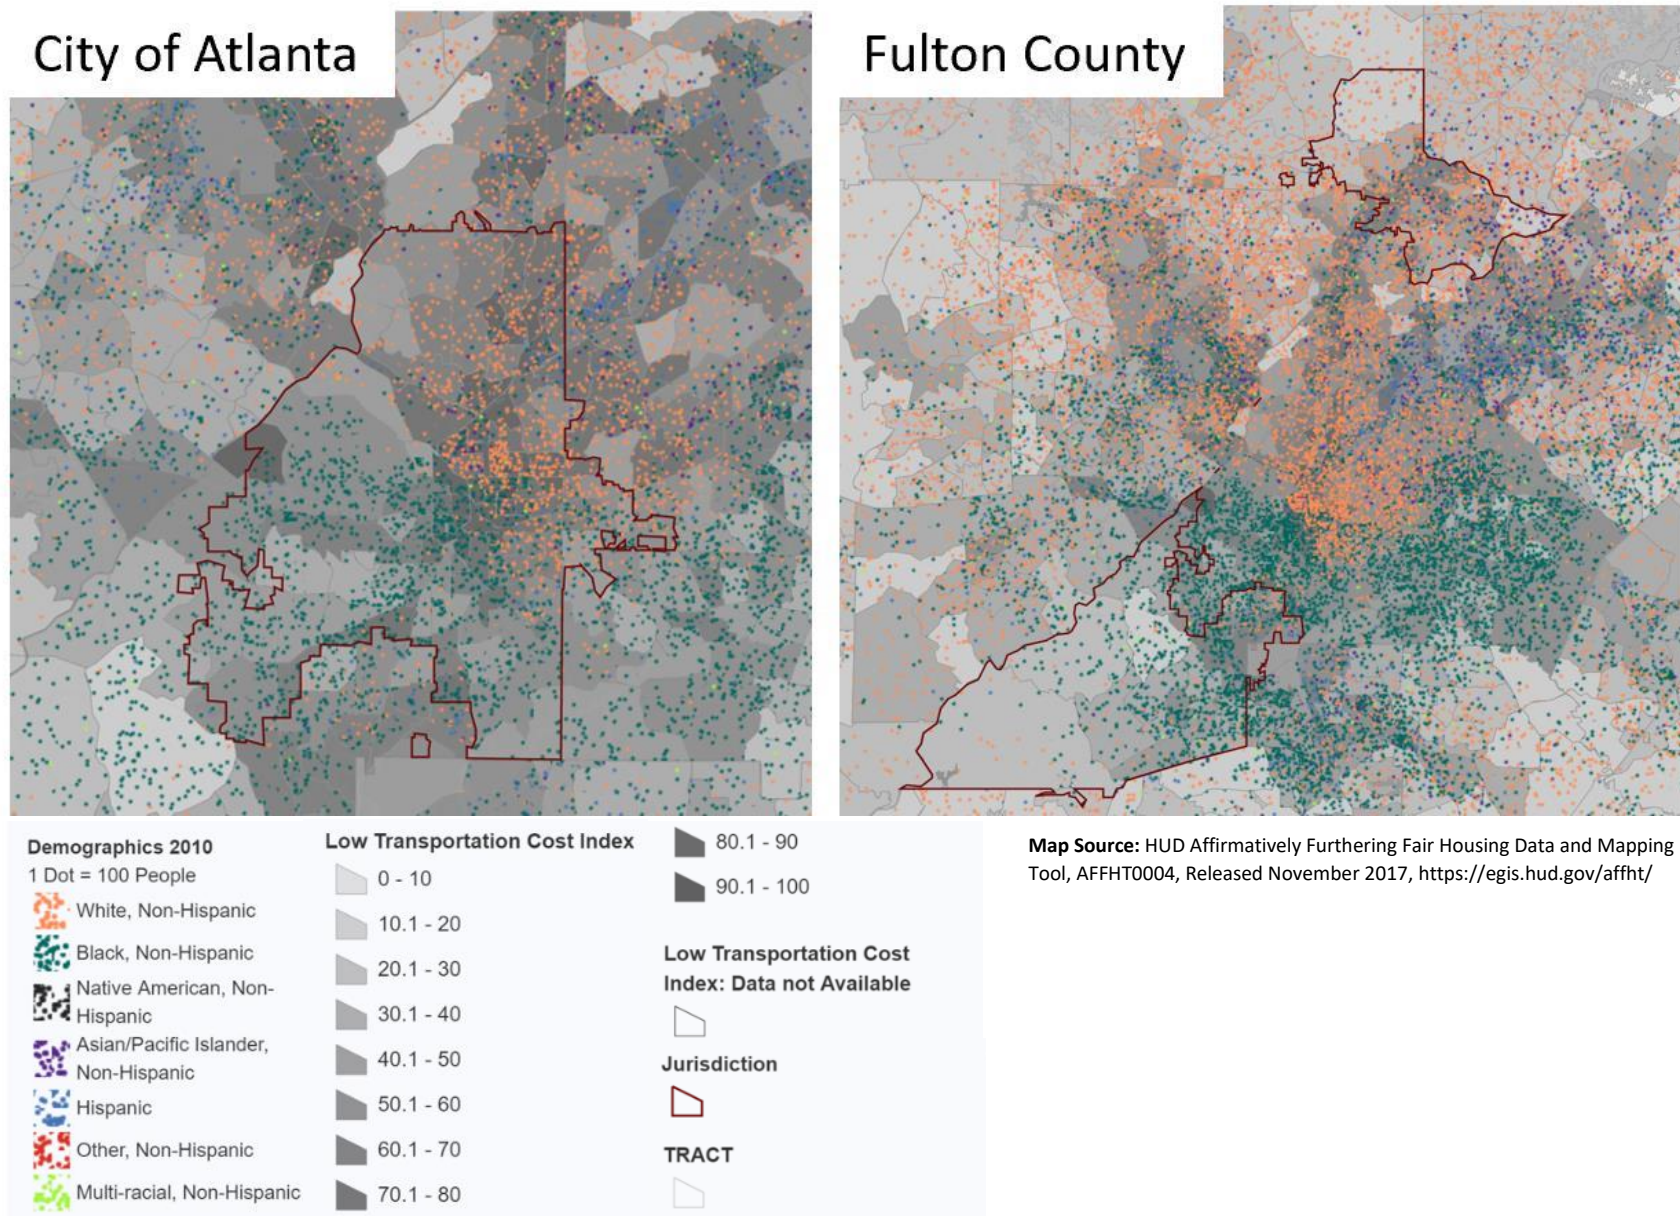 City of Atlanta
Fulton County
Demographics 2010
1 Dot = 100 People
White, Non-Hispanic
Black, Non-Hispanic
Native American, Non-
Hispanic
Asian/Pacific Islander,
Non-Hispanic
Hispanic
Other, Non-Hispanic
Multi-racial, Non-Hispanic
Low Transportation Cost Index
0 - 10
10.1 - 20
20.1 - 30
30.1 - 40
40.1 - 50
50.1 - 60
60.1 - 70
70.1 - 80
80.1 - 90
90.1 - 100
Low Transportation Cost
Index: Data not Available
Jurisdiction
TRACT
Map Source: HUD Affirmatively Furthering Fair Housing Data and Mapping
Tool, AFFHT0004, Released November 2017, https://egis.hud.gov/affht/